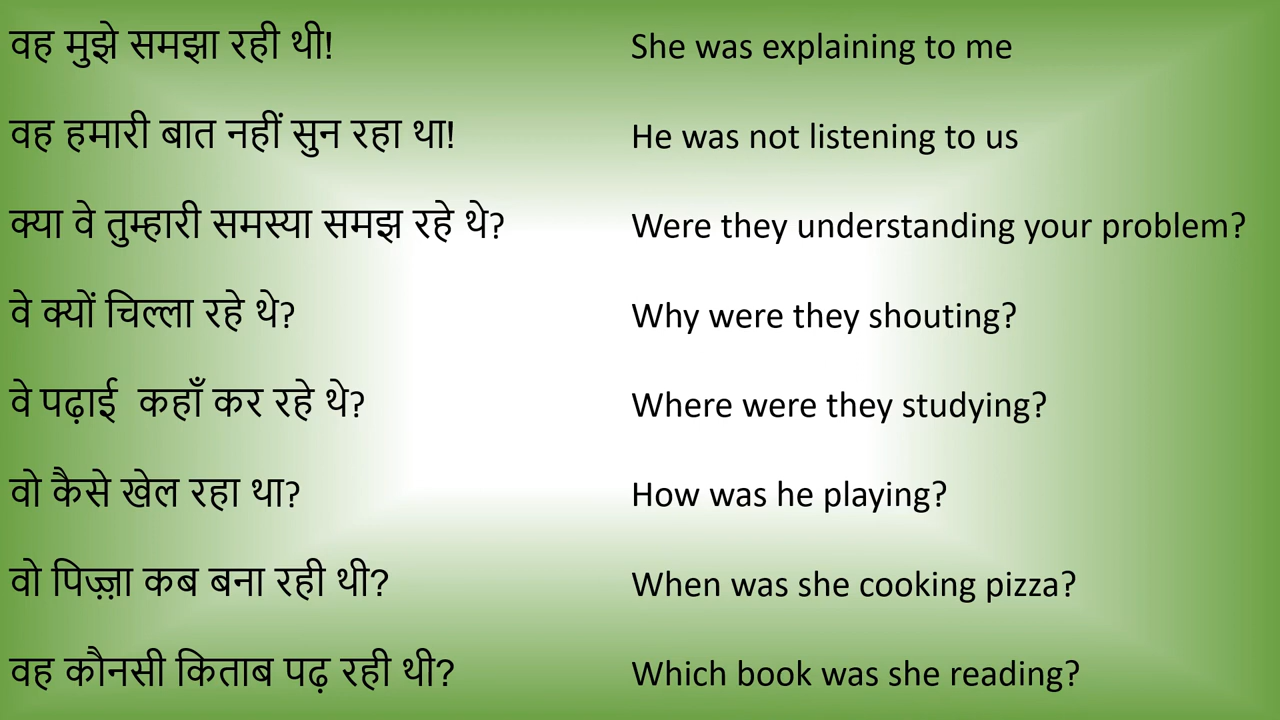 वह मुझे समझा रही थी! She was explaining to me
वह हमारी बात नहीं सुन रहा था! He was not listening to us
क्या वे तुम्हारी समस्या समझ रहे थे? Were they understanding your problem?
वे क्यों चिल्ला रहे थे? Why were they shouting?
वे पढ़ाई कहाँ कर रहे थे? Where were they studying?
वो कैसे खेल रहा था? How was he playing?
वो पिज़्ज़ा कब बना रही थी? When was she cooking pizza?
वह कौनसी किताब पढ़ रही थी? Which book was she reading?